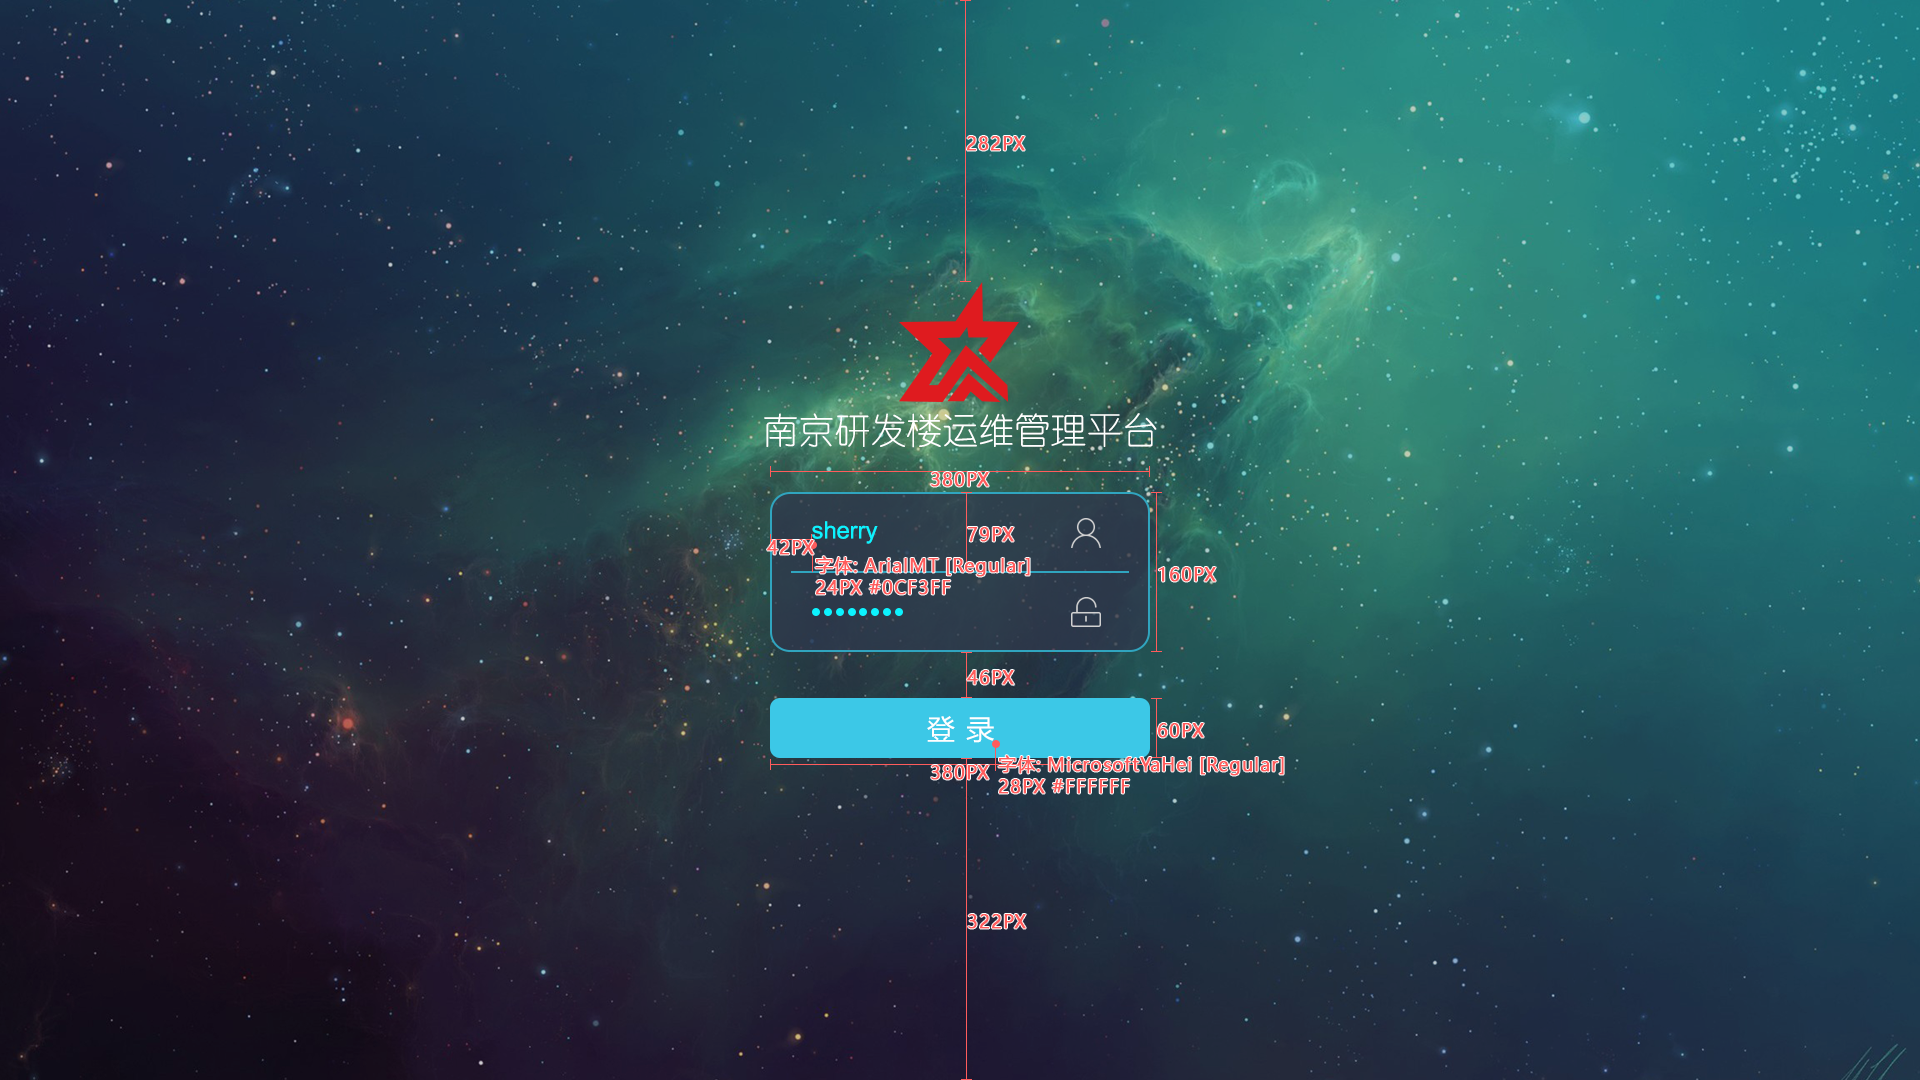 282PX
南京研发楼运维管理平台
380PX
sherry
79PX
42PX
字体: ArialMT [Regular]
24PX #0CF3FF
160PX
46PX
登 录
60PX
字体: MicrosoftYaHei [Regular]
28PX #FFFFFF
380PX
322PX